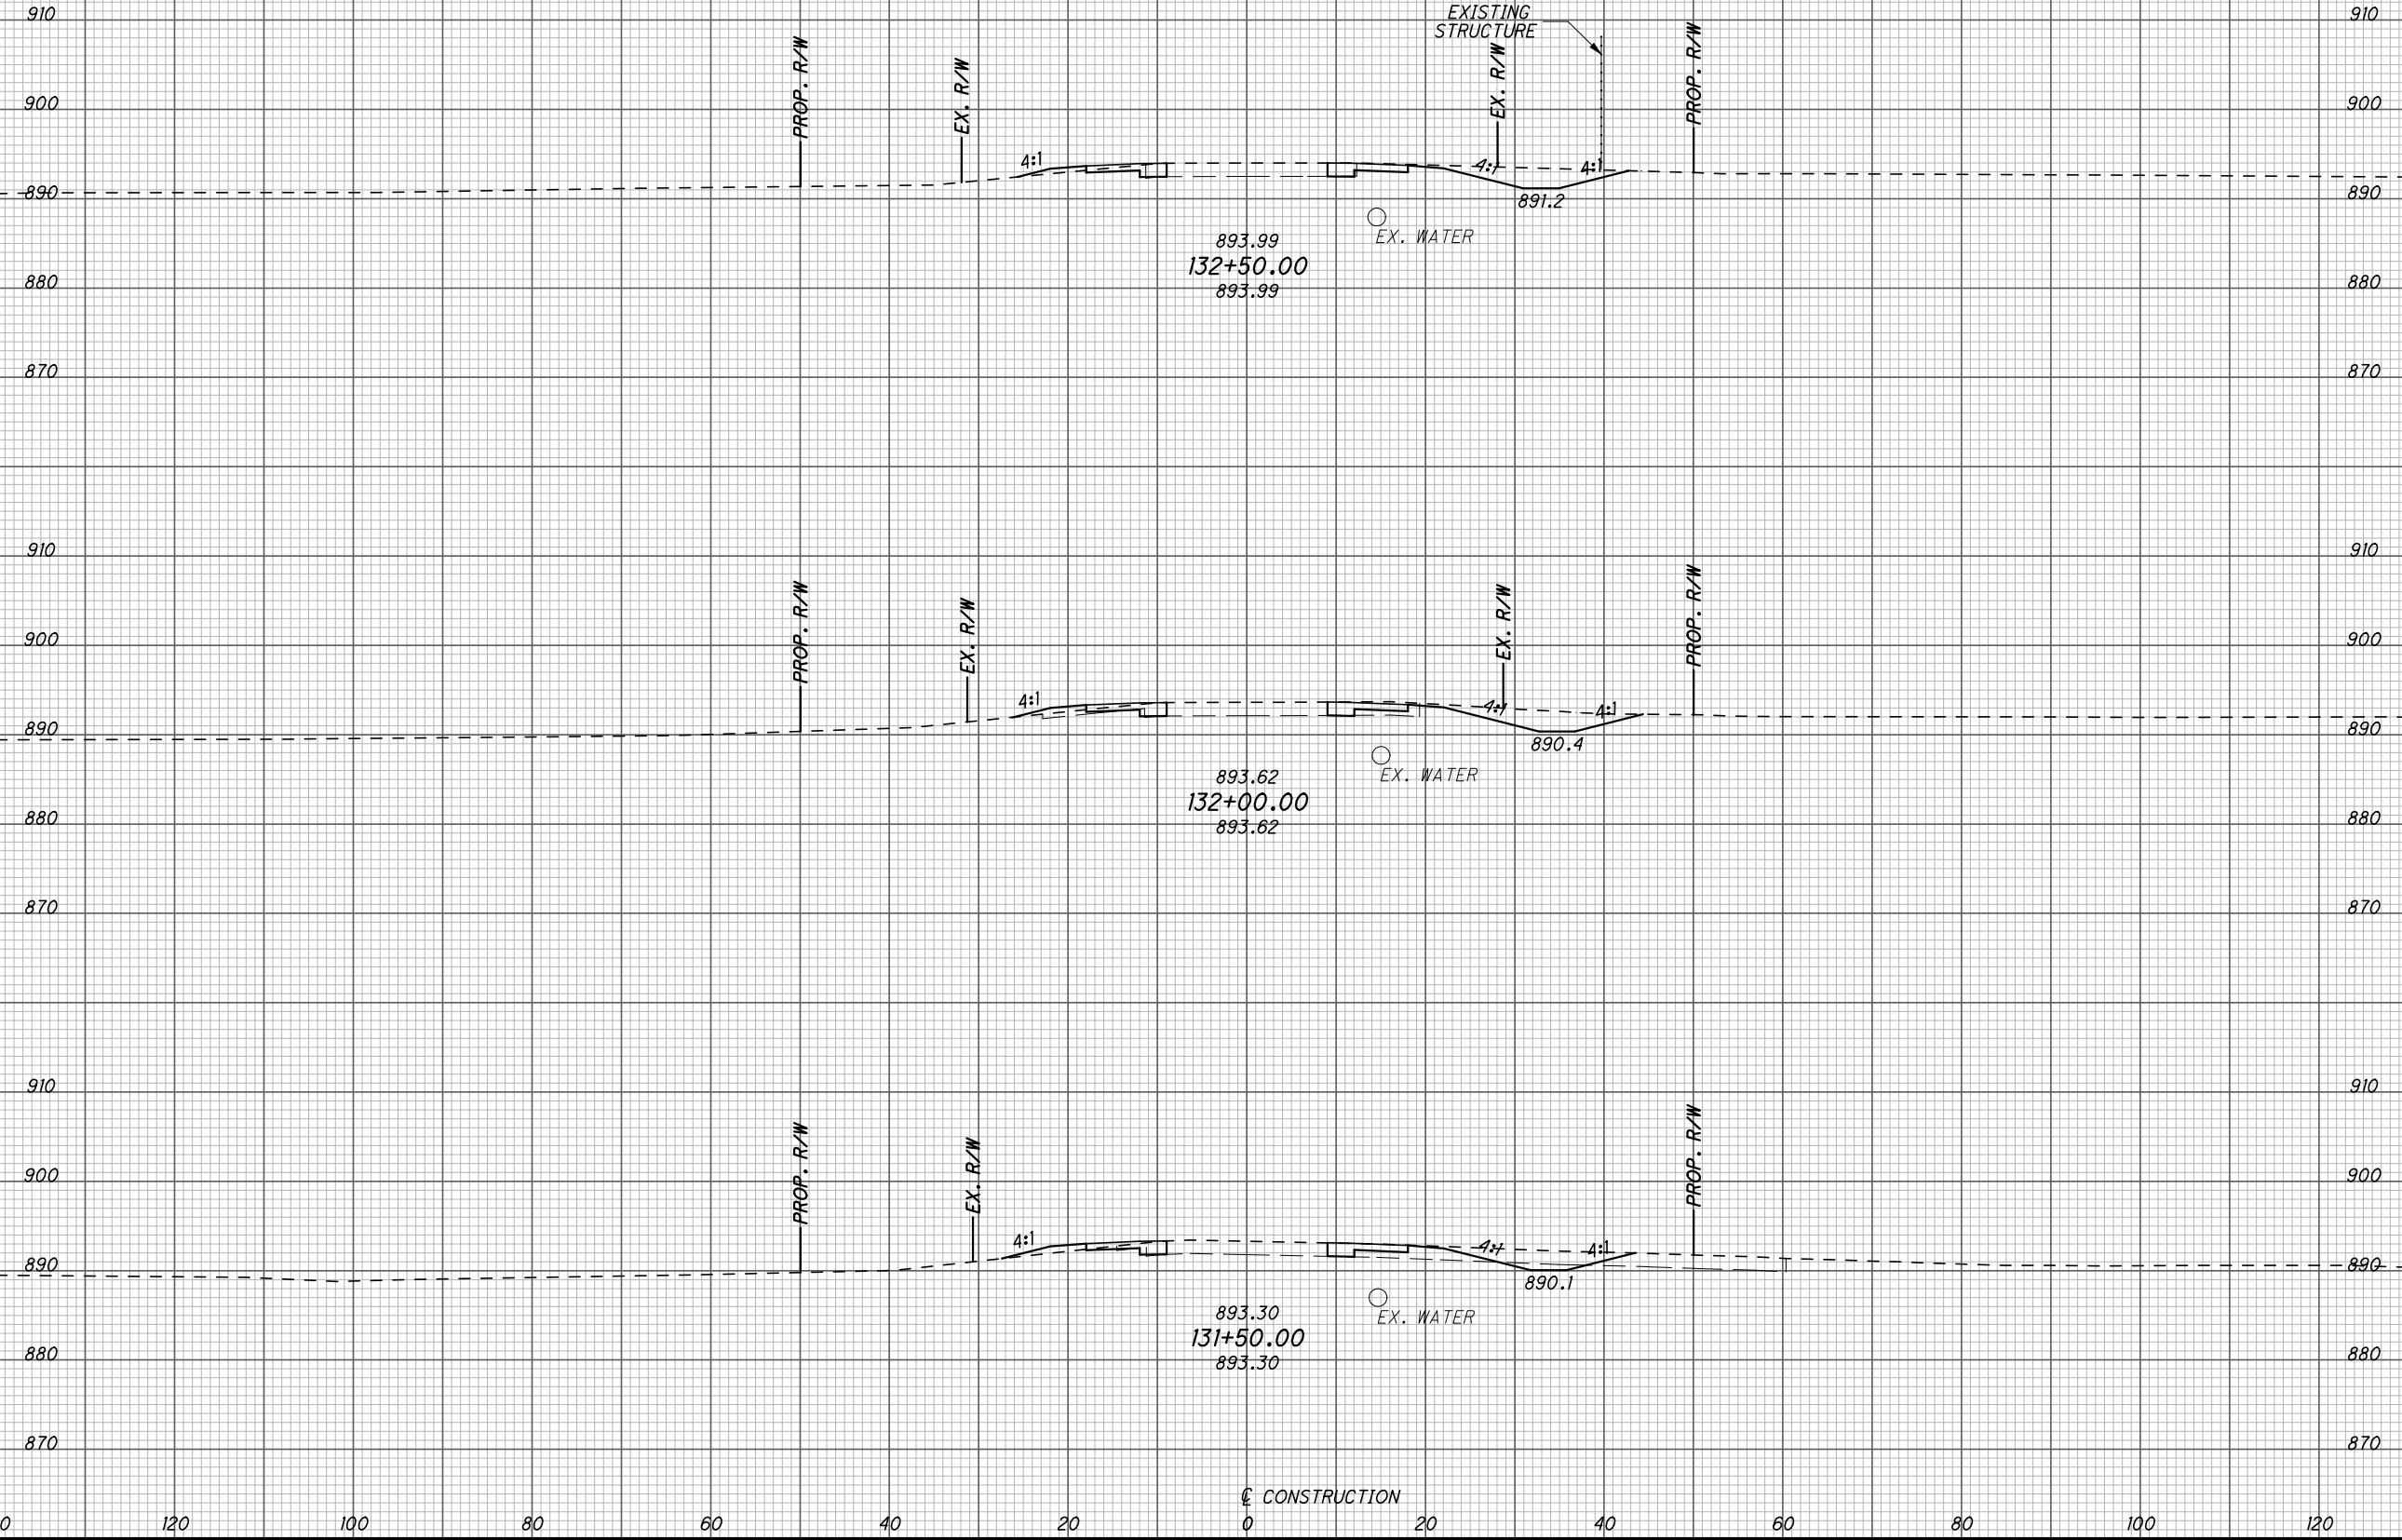 910
EXISTING
STRUCTURE
910
PROP. R/W
EX. R/W
EX. R/W
PROP. R/W
900
900
4:1
4:1
4:1
890
891.2
890
893.99
EX. WATER
132+50.00
893.99
880
880
870
870
910
910
PROP. R/W
EX. R/W
EX. R/W
PROP. R/W
900
900
4:1
4:1
4:1
890
890.4
890
893.62
EX. WATER
132+00.00
893.62
880
880
870
870
910
910
PROP. R/W
EX. R/W
PROP. R/W
900
900
4:1
4:1
4:1
890
890.1
890
893.30
EX. WATER
131+50.00
893.30
880
880
870
870
℄ CONSTRUCTION
0 120 100 80 60 40 20 0 20 40 60 80 100 120